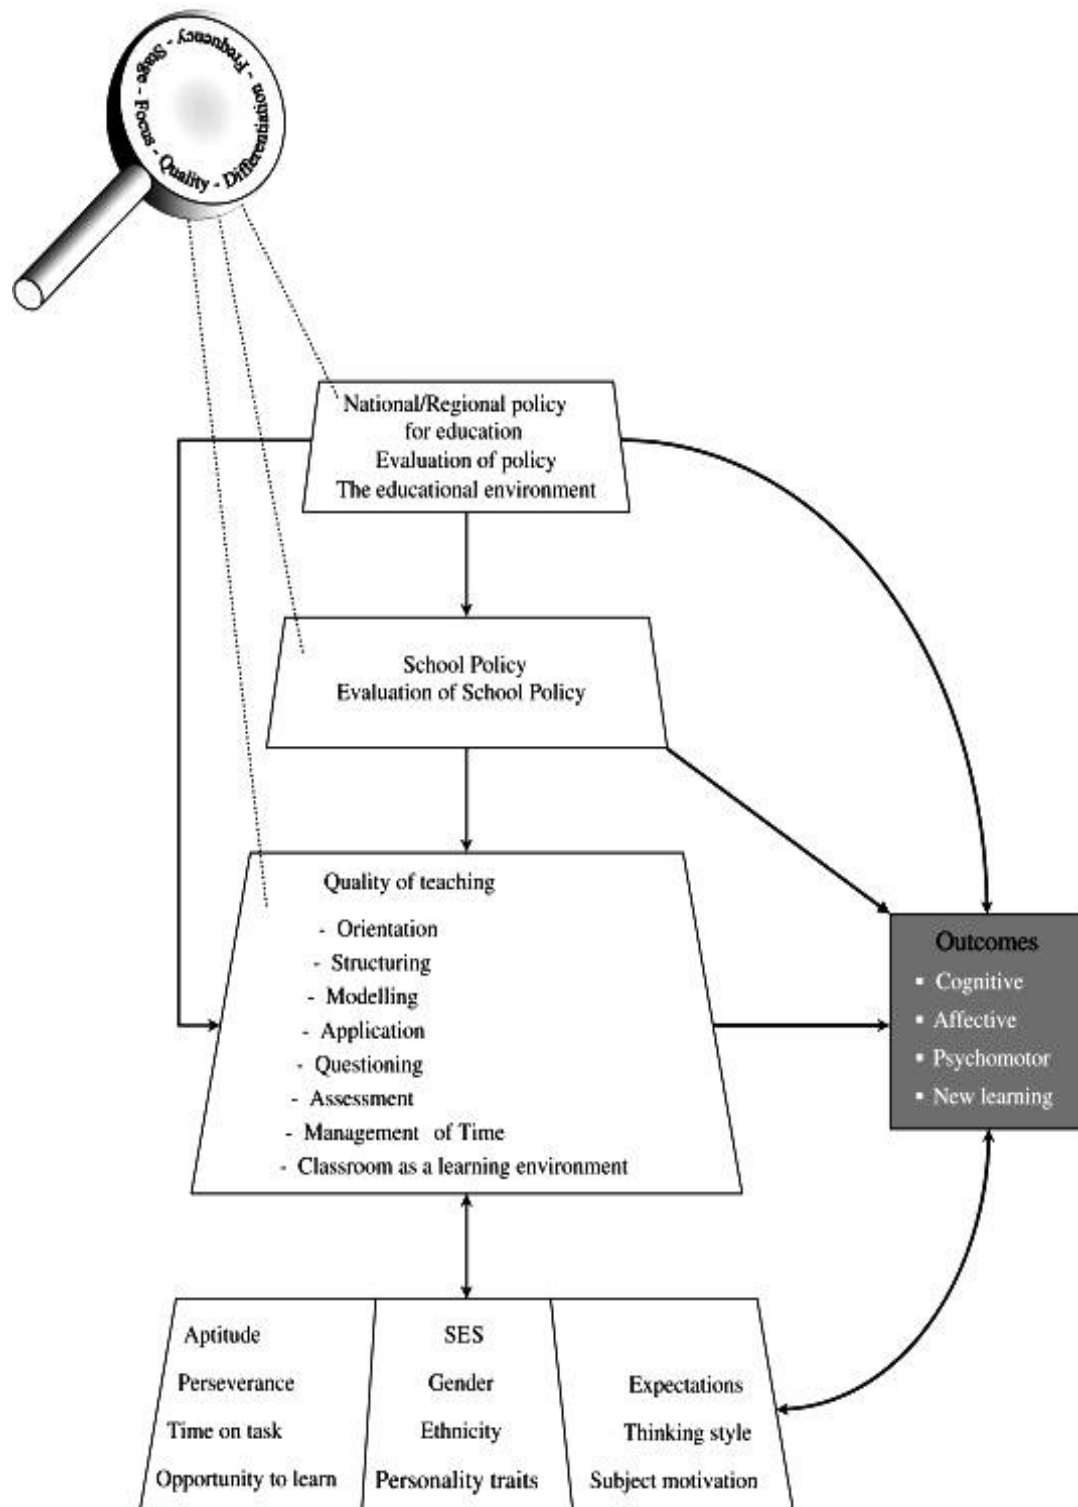 Focus - Quality - Differentiation - Frequency - Stage -
National/Regional policy
for education
Evaluation of policy
The educational environment
School Policy
Evaluation of School Policy
Quality of teaching
- Orientation
- Structuring
- Modelling
- Application
- Questioning
- Assessment
- Management of Time
- Classroom as a learning environment
Outcomes
▪ Cognitive
▪ Affective
▪ Psychomotor
▪ New learning
Aptitude
Perseverance
Time on task
Opportunity to learn
SES
Gender
Ethnicity
Personality traits
Expectations
Thinking style
Subject motivation